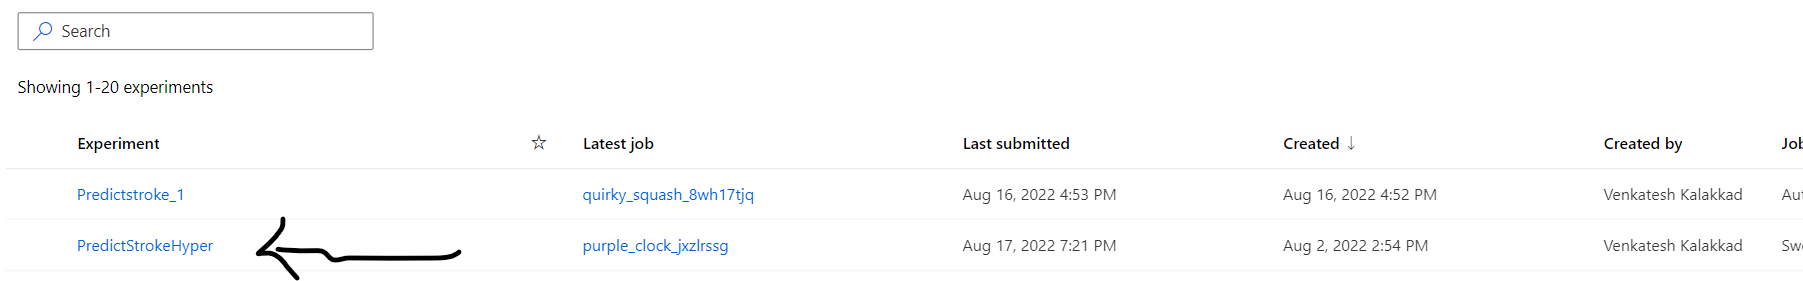 Search
Showing 1-20 experiments
Experiment ☆ Latest job Last submitted Created ↓ Created by Job
Predictstroke_1 quirky_squash_8wh17tjq Aug 16, 2022 4:53 PM Aug 16, 2022 4:52 PM Venkatesh Kalakkad Aut
PredictStrokeHyper purple_clock_jxzlrssg Aug 17, 2022 7:21 PM Aug 2, 2022 2:54 PM Venkatesh Kalakkad Swe